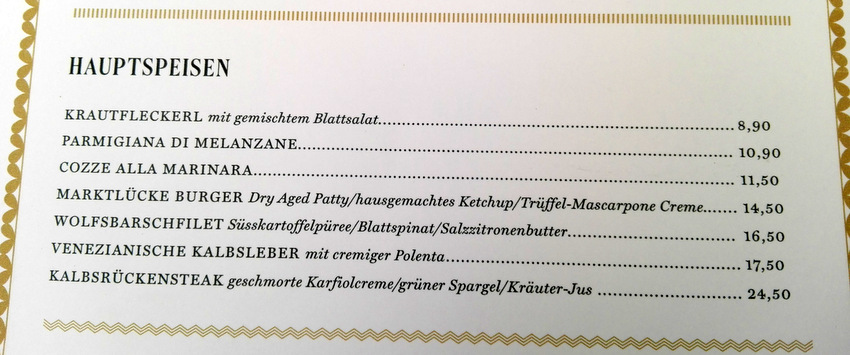 HAUPTSPEISEN
KRAUTFLECKERL mit gemischtem Blattsalat........................................................................ 8,90
PARMIGIANA DI MELANZANE........................................................................................ 10,90
COZZE ALLA MARINARA.................................................................................................. 11,50
MARKTLÜCKE BURGER Dry Aged Patty/hausgemachtes Ketchup/Trüffel-Mascarpone Creme....... 14,50
WOLFSBARSCHFILET Süsskartoffelpüree/Blattspinat/Salzzitronenbutter.................................. 16,50
VENEZIANISCHE KALBSLEBER mit cremiger Polenta............................................................ 17,50
KALBSRÜCKENSTEAK geschmorte Karfiolcreme/grüner Spargel/Kräuter-Jus ............................. 24,50